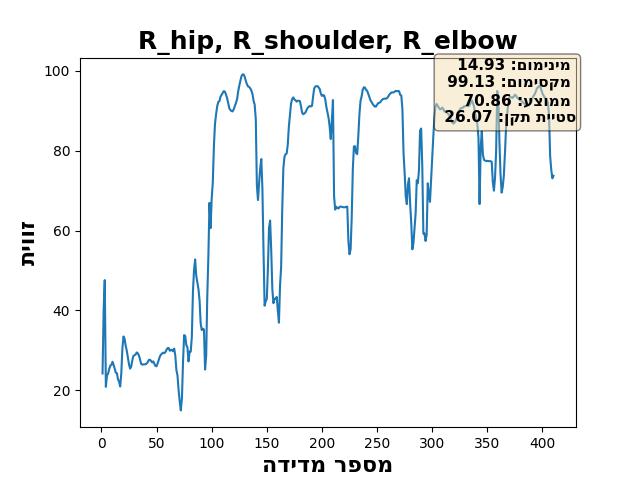 R_hip, R_shoulder, R_elbow
מינימום: 14.93
מקסימום: 99.13
ממוצע: 70.86
סטיית תקן: 26.07
100
80
60
40
20
זווית
0 50 100 150 200 250 300 350 400
מספר מדידה